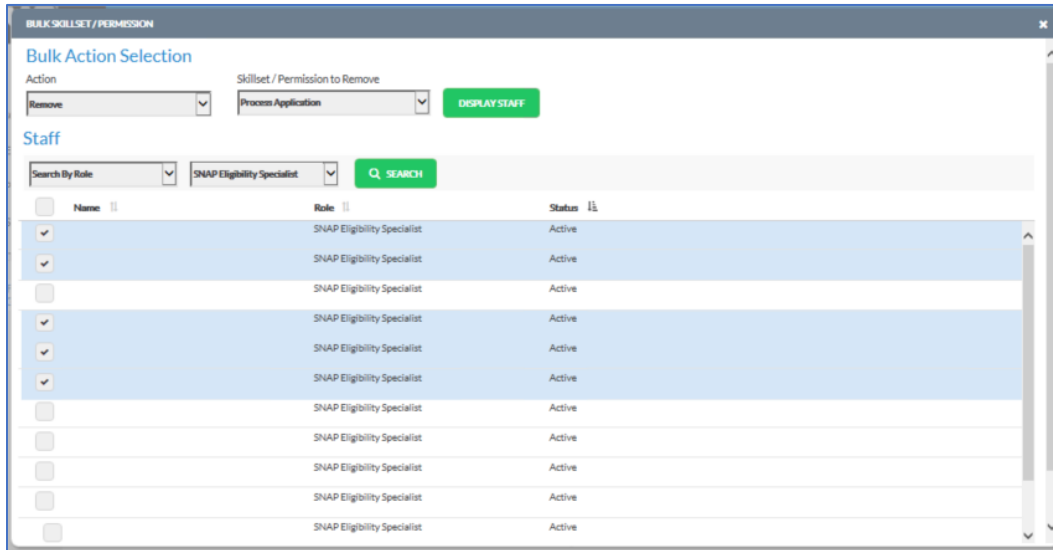 BULK SKILLSET / PERMISSION
Bulk Action Selection
Action Skillset / Permission to Remove
Remove Process Application DISPLAY STAFF
Staff
Search By Role SNAP Eligibility Specialist SEARCH
Name Role Status
SNAP Eligibility Specialist Active
SNAP Eligibility Specialist Active
SNAP Eligibility Specialist Active
SNAP Eligibility Specialist Active
SNAP Eligibility Specialist Active
SNAP Eligibility Specialist Active
SNAP Eligibility Specialist Active
SNAP Eligibility Specialist Active
SNAP Eligibility Specialist Active
SNAP Eligibility Specialist Active
SNAP Eligibility Specialist Active